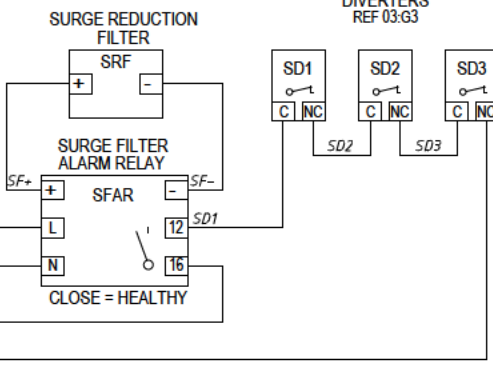 DIVERTERS
REF 03:G3
SURGE REDUCTION
FILTER
SRF
+ -
SD1 SD2 SD3
C NC C NC C NC
SD2 SD3
SURGE FILTER
ALARM RELAY
SF+ SF-
+ SFAR -
L 12 SD1
N 16
CLOSE = HEALTHY